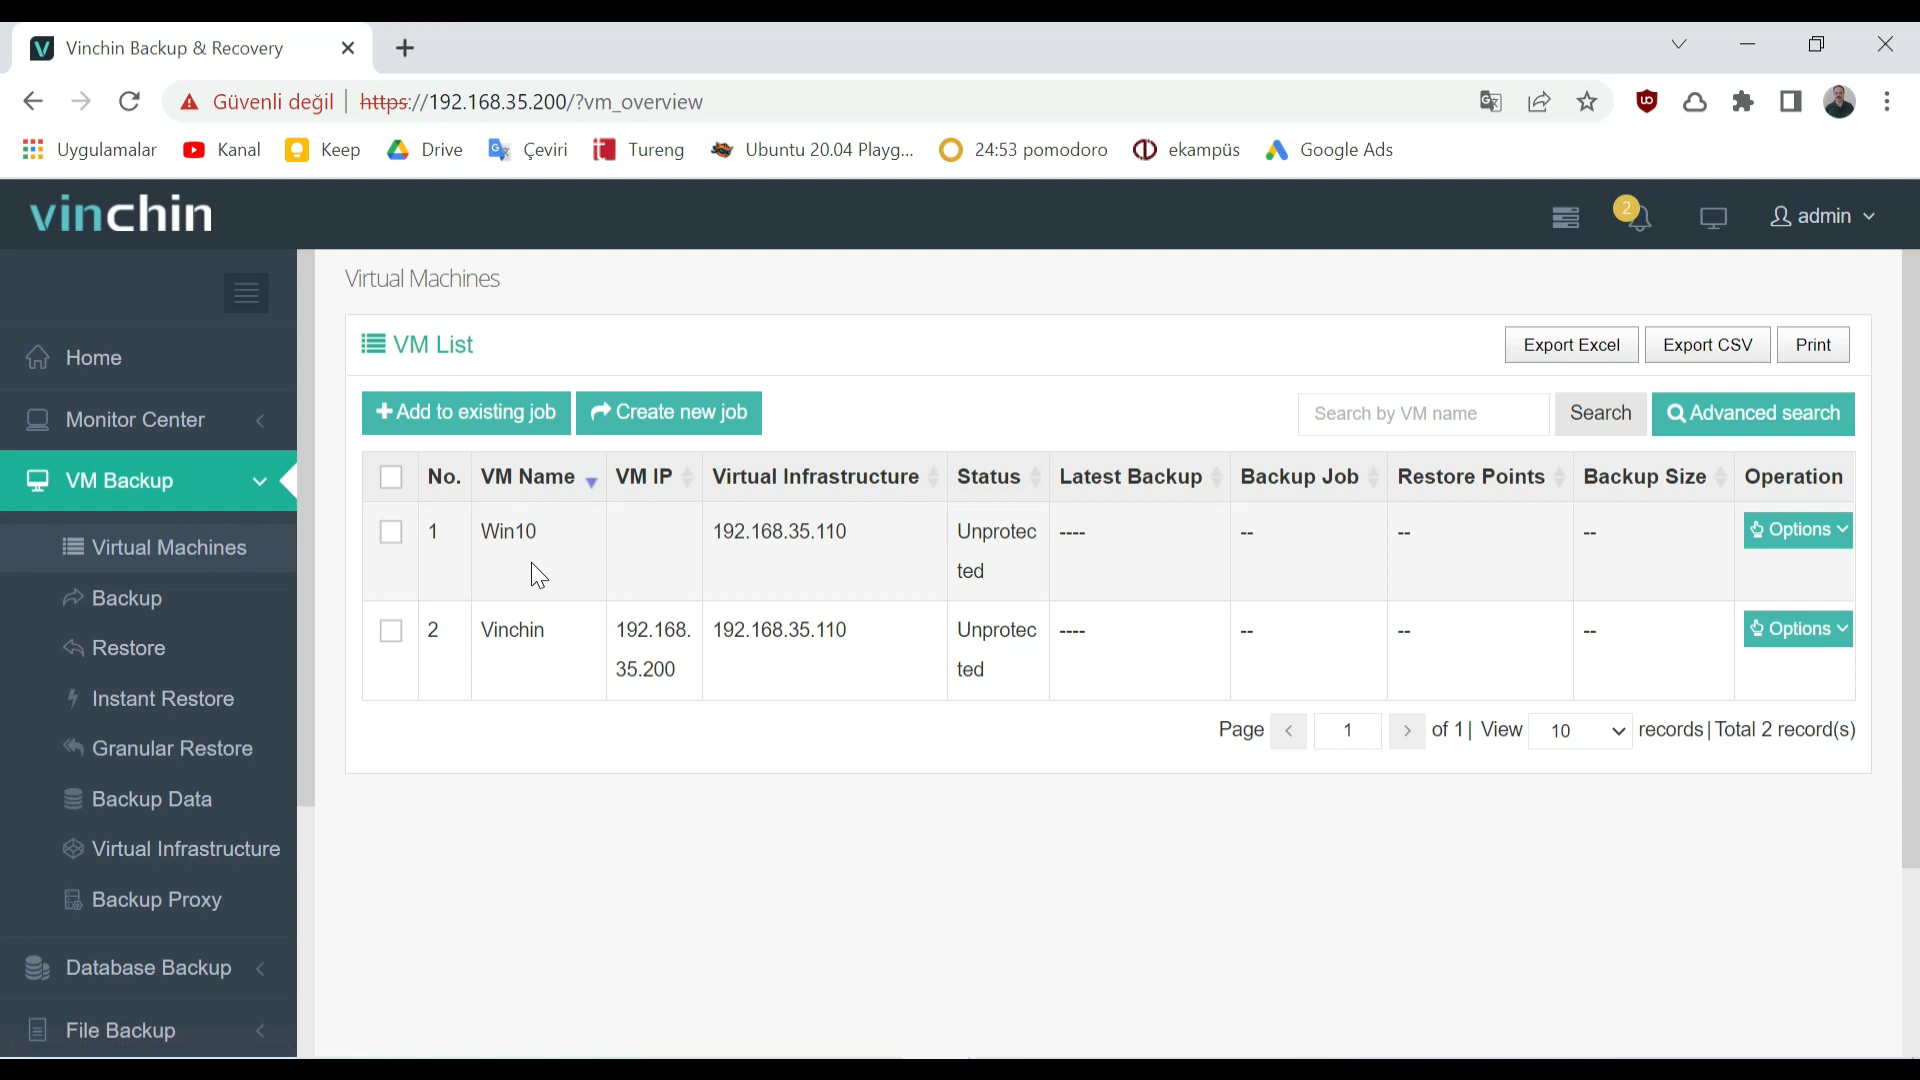 Vinchin Backup & Recovery
Güvenli değil https://192.168.35.200/?vm_overview
Uygulamalar Kanal Keep Drive Çeviri Tureng Ubuntu 20.04 Playg... 24:53 pomodoro ekampüs Google Ads
vinchin
2
admin
Home
Monitor Center
VM Backup
Virtual Machines
Backup
Restore
Instant Restore
Granular Restore
Backup Data
Virtual Infrastructure
Backup Proxy
Database Backup
File Backup
Virtual Machines
VM List
Export Excel Export CSV Print
Add to existing job Create new job Search by VM name Search Advanced search
No. VM Name VM IP Virtual Infrastructure Status Latest Backup Backup Job Restore Points Backup Size Operation
1 Win10 192.168.35.110 Unprotec ---- -- -- -- Options
ted
2 Vinchin 192.168. 192.168.35.110 Unprotec ---- -- -- -- Options
35.200 ted
Page < 1 > of 1 | View 10 records | Total 2 record(s)